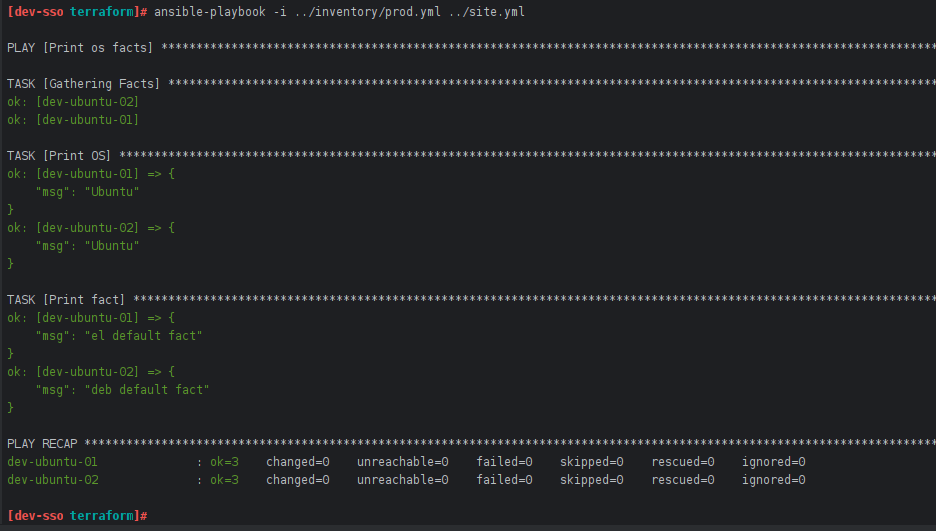 [dev-sso terraform]# ansible-playbook -i ../inventory/prod.yml ../site.yml
PLAY [Print os facts] ***************************************************************************************************************
TASK [Gathering Facts] **************************************************************************************************************
ok: [dev-ubuntu-02]
ok: [dev-ubuntu-01]
TASK [Print OS] *********************************************************************************************************************
ok: [dev-ubuntu-01] => {
    "msg": "Ubuntu"
}
ok: [dev-ubuntu-02] => {
    "msg": "Ubuntu"
}
TASK [Print fact] *******************************************************************************************************************
ok: [dev-ubuntu-01] => {
    "msg": "el default fact"
}
ok: [dev-ubuntu-02] => {
    "msg": "deb default fact"
}
PLAY RECAP **************************************************************************************************************************
dev-ubuntu-01              : ok=3    changed=0    unreachable=0    failed=0    skipped=0    rescued=0    ignored=0
dev-ubuntu-02              : ok=3    changed=0    unreachable=0    failed=0    skipped=0    rescued=0    ignored=0
[dev-sso terraform]#